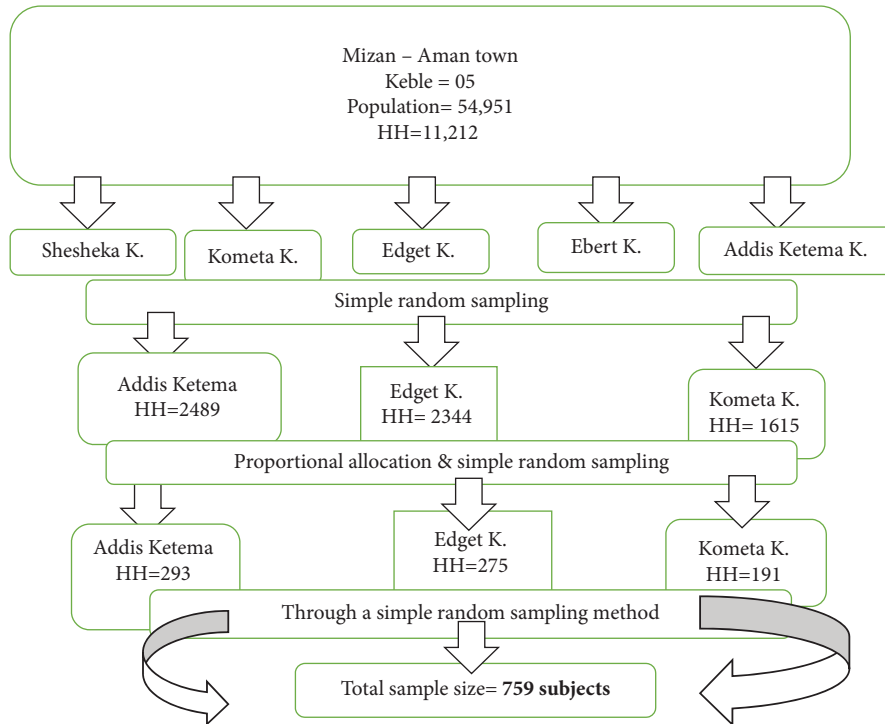 Mizan – Aman town
Keble = 05
Population= 54,951
HH=11,212
Shesheka K.
Kometa K.
Edget K.
Ebert K.
Addis Ketema K.
Simple random sampling
Addis Ketema
HH=2489
Edget K.
HH= 2344
Kometa K.
HH= 1615
Proportional allocation & simple random sampling
Addis Ketema
HH=293
Edget K.
HH=275
Kometa K.
HH=191
Through a simple random sampling method
Total sample size= 759 subjects